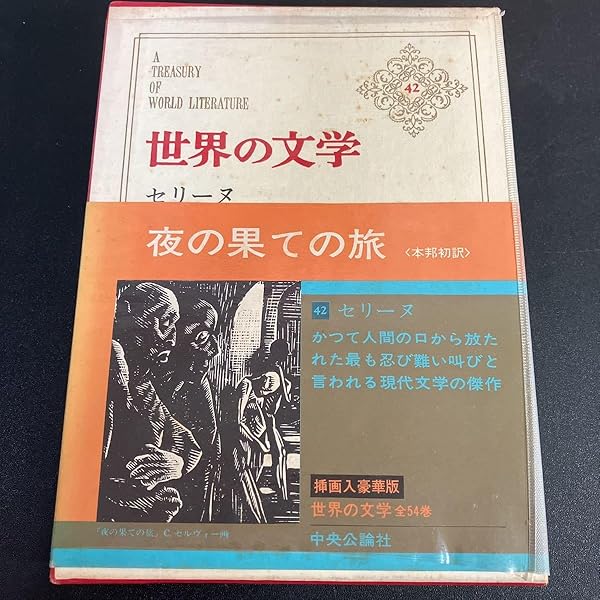 A
TREASURY
OF
WORLD LITERATURE
42
世界の文学
セリーヌ
夜の果ての旅 〈本邦初訳〉
42 セリーヌ
かつて人間の口から放た
れた最も忍び難い叫びと
言われる現代文学の傑作
挿画入豪華版
世界の文学 全54巻
中央公論社
「夜の果ての旅」C. セルヴォー画